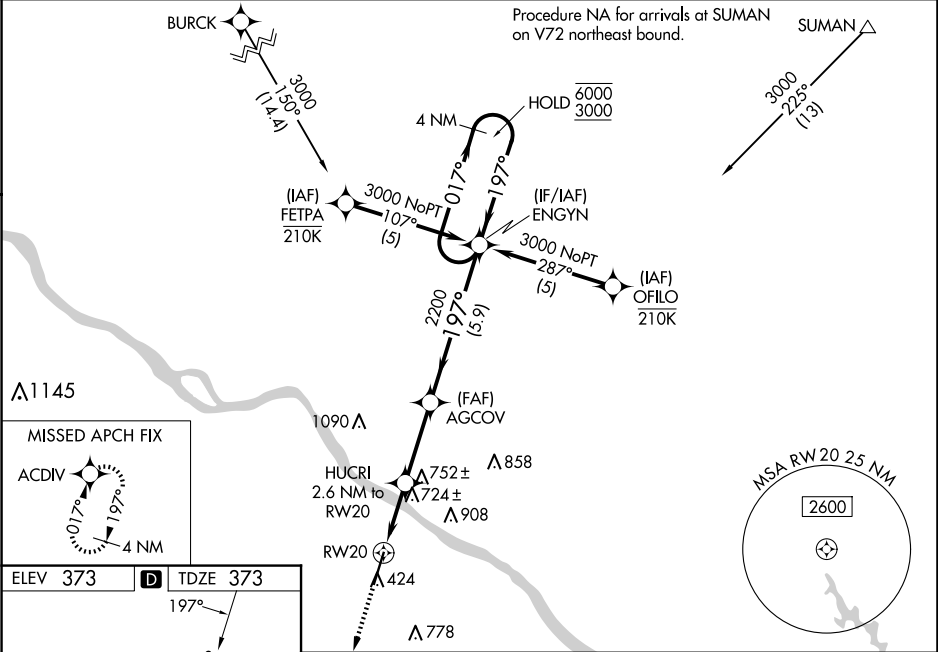 BURCK
3000
150°
(14.4)
Procedure NA for arrivals at SUMAN
on V72 northeast bound.
SUMAN
3000
225°
(13)
HOLD 6000
3000
4 NM
017°
197°
(IAF)
FETPA
210K
3000 NoPT
107°
(5)
(IF/IAF)
ENGYN
3000 NoPT
287°
(5)
(IAF)
OFILO
210K
2200
197°
(5.9)
1145
(FAF)
AGCOV
1090
MISSED APCH FIX
ACDIV
017°
197°
4 NM
HUCRI
2.6 NM to
RW20
752±
724±
858
908
RW20
424
778
MSA RW20 25 NM
2600
ELEV 373
D
TDZE 373
197°